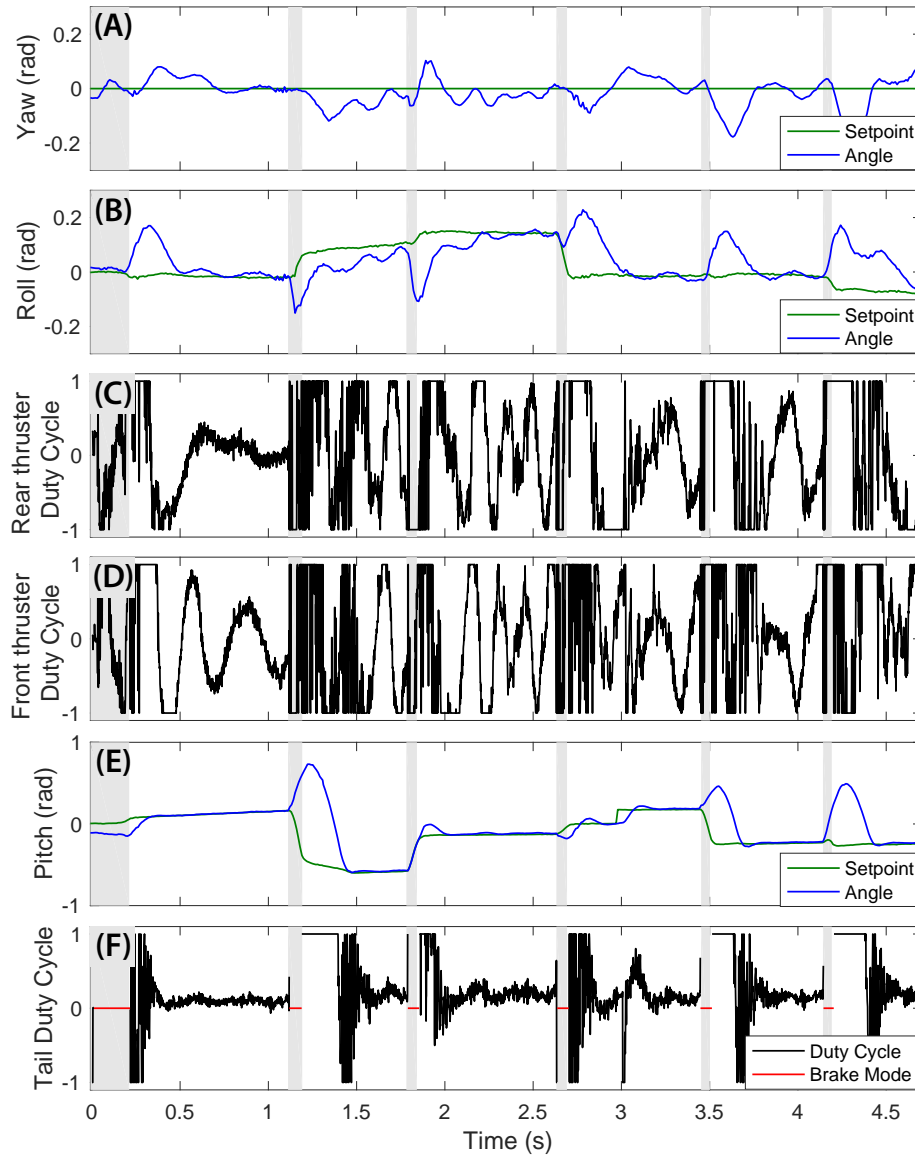 (A)
Yaw (rad)
0.2
0
-0.2
Setpoint
Angle
(B)
Roll (rad)
0.2
0
-0.2
Setpoint
Angle
(C)
Rear thruster
Duty Cycle
1
0
-1
(D)
Front thruster
Duty Cycle
1
0
-1
(E)
Pitch (rad)
1
0
-1
Setpoint
Angle
(F)
Tail Duty Cycle
1
0
-1
Duty Cycle
Brake Mode
0 0.5 1 1.5 2 2.5 3 3.5 4 4.5
Time (s)